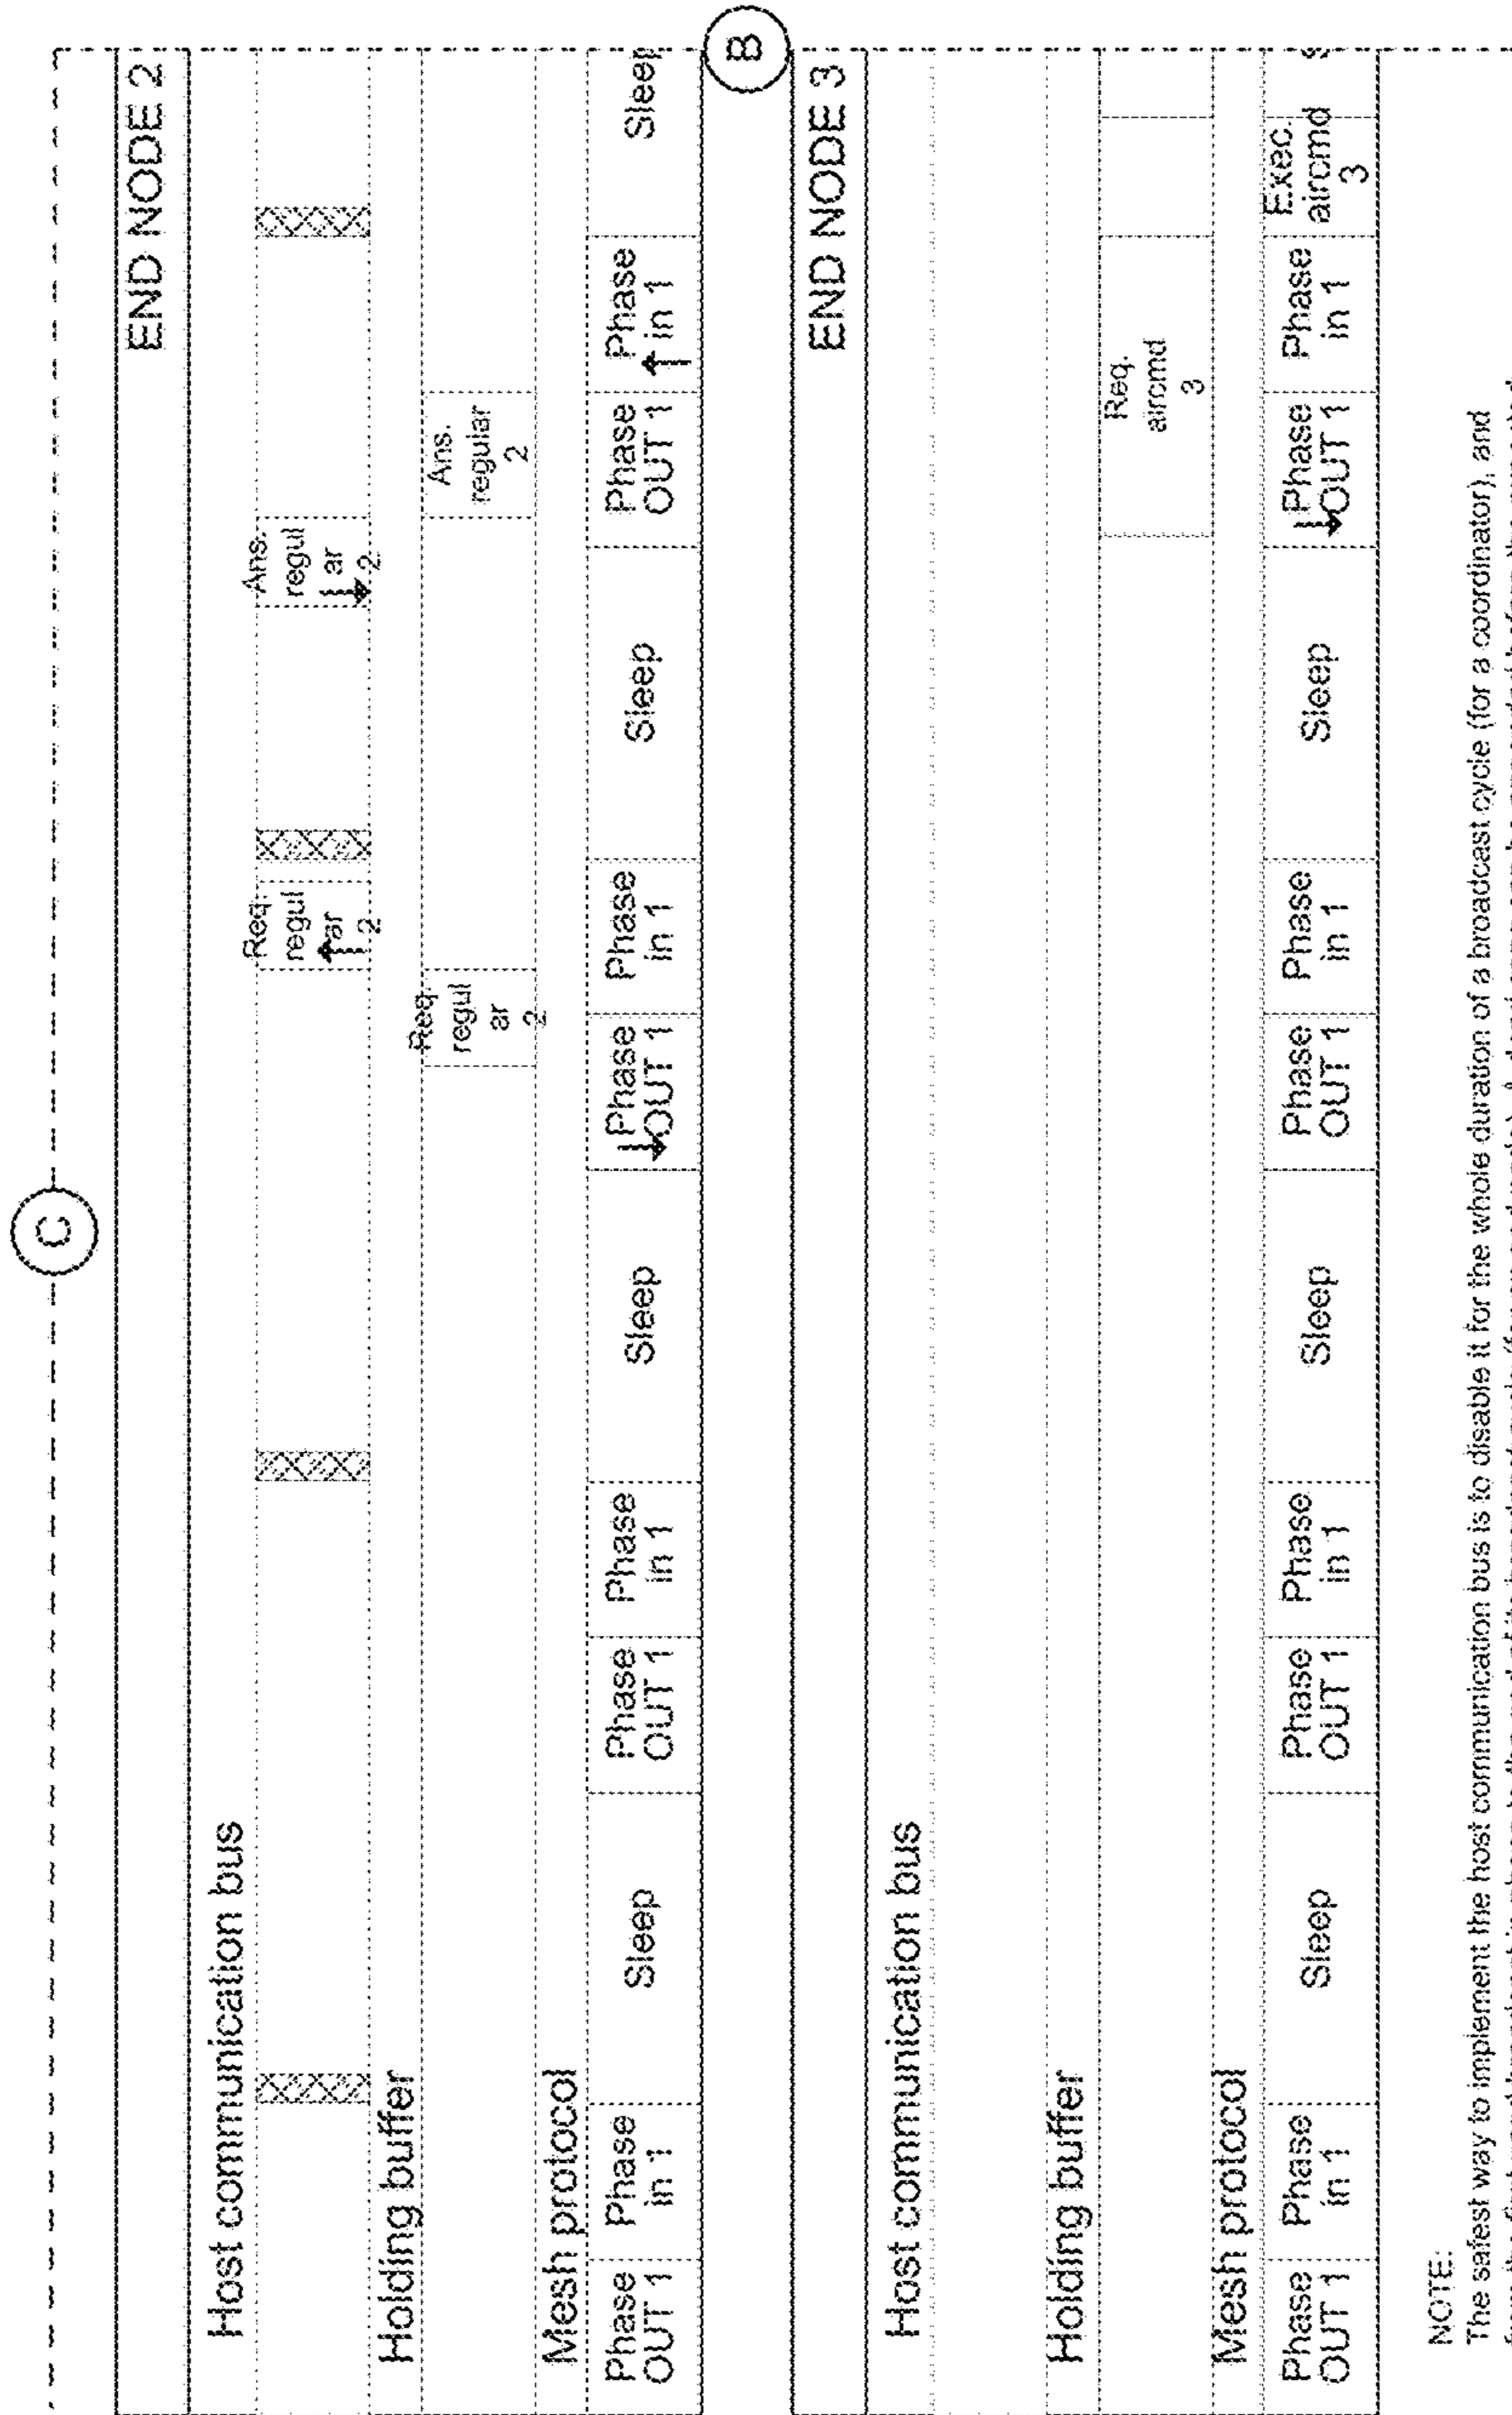 C
END NODE 2
Host communication bus
Req.
regul
ar
2
Ans.
regul
ar
2
Holding buffer
Req.
regul
ar
2
Ans.
regular
2
Mesh protocol
Phase
OUT 1
Phase
in 1
Sleep
Phase
OUT 1
Phase
in 1
Sleep
Phase
OUT 1
Phase
in 1
Sleep
Phase
OUT 1
Phase
in 1
Sleep
B
END NODE 3
Host communication bus
Holding buffer
Req.
aircmd
3
Mesh protocol
Phase
OUT 1
Phase
in 1
Sleep
Phase
OUT 1
Phase
in 1
Sleep
Phase
OUT 1
Phase
in 1
Sleep
Phase
OUT 1
Phase
in 1
Exec.
aircmd
3
S
NOTE:
The safest way to implement the host communication bus is to disable it for the whole duration of a broadcast cycle (for a coordinator), and